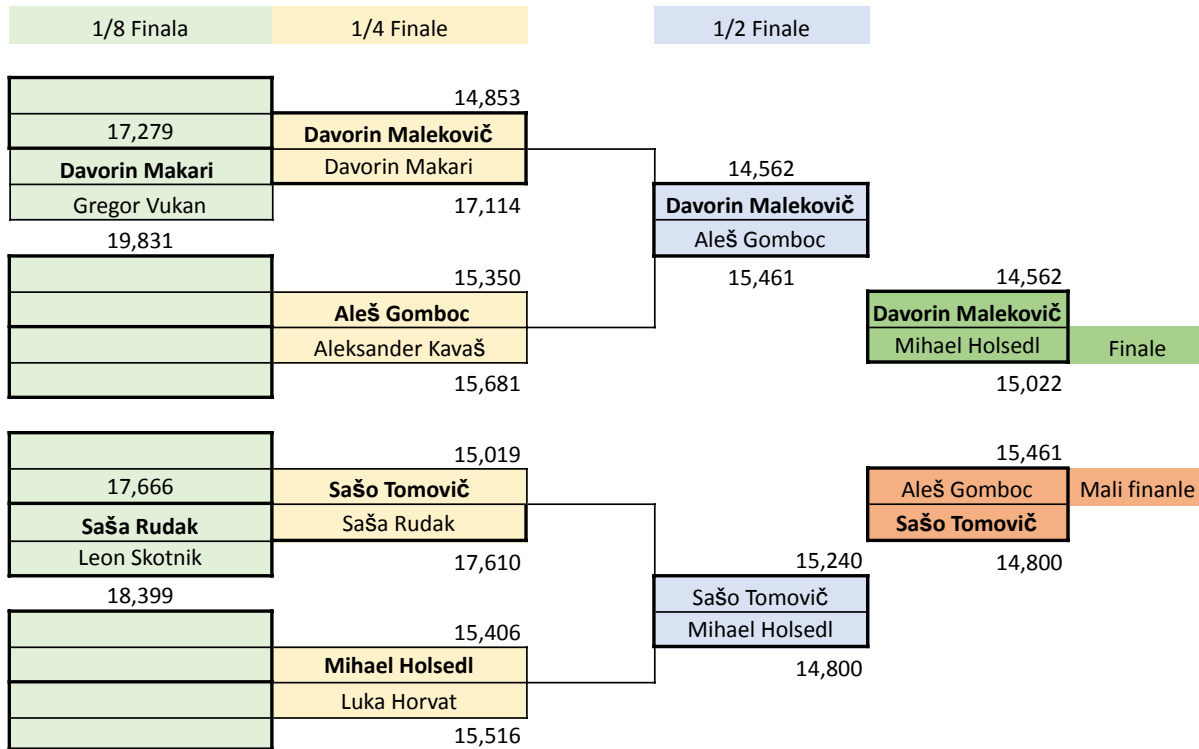 1/8 Finala 1/4 Finale 1/2 Finale
14,853
17,279 Davorin Malekovič
Davorin Makari Davorin Makari 14,562
Gregor Vukan 17,114 Davorin Malekovič
19,831 Aleš Gomboc
15,350 15,461 14,562
Aleš Gomboc Davorin Malekovič
Aleksander Kavaš Mihael Holsedl Finale
15,681 15,022
15,019 15,461
17,666 Sašo Tomovič Aleš Gomboc Mali finanle
Saša Rudak Saša Rudak Sašo Tomovič
Leon Skotnik 17,610 15,240 14,800
18,399 Sašo Tomovič
15,406 Mihael Holsedl
Mihael Holsedl 14,800
Luka Horvat
15,516